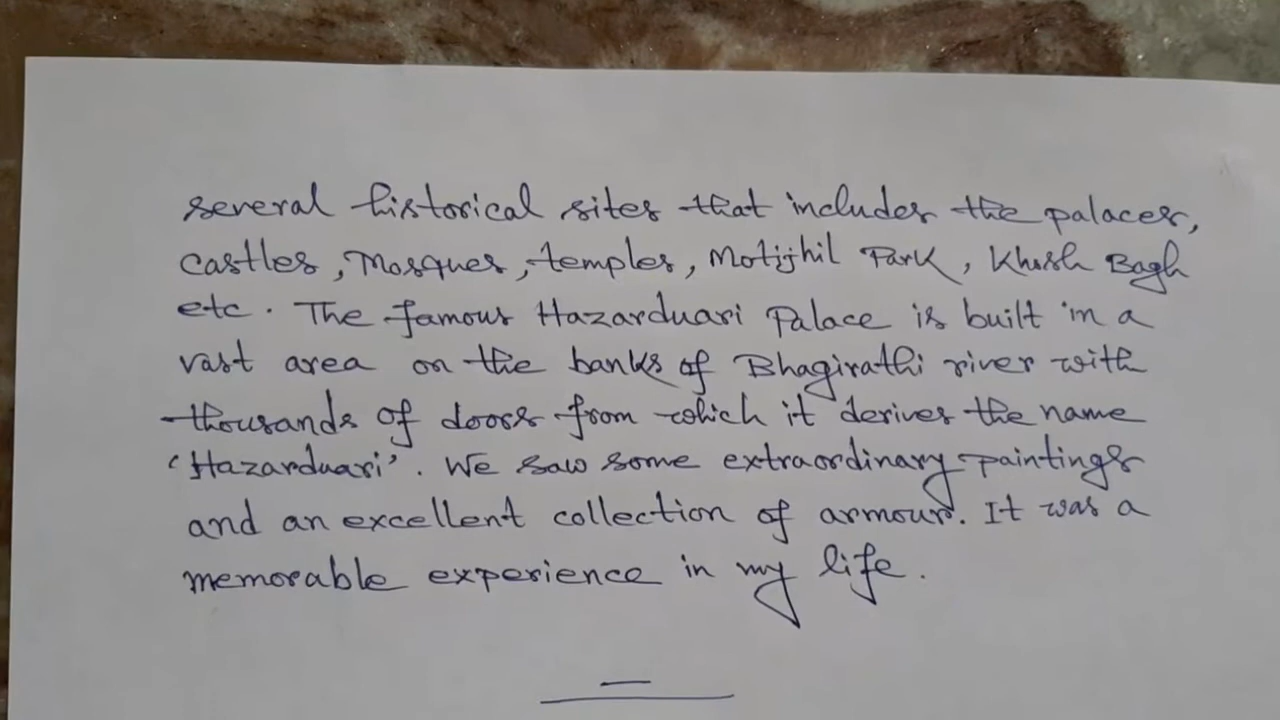 several historical sites that includes the palaces,
castles, Mosques, temples, Motijhil Park, Khush Bagh
etc. The famous Hazarduari Palace is built in a
vast area on the banks of Bhagirathi river with
thousands of doors from which it derives the name
'Hazarduari'. We saw some extraordinary paintings
and an excellent collection of armour. It was a
memorable experience in my life.